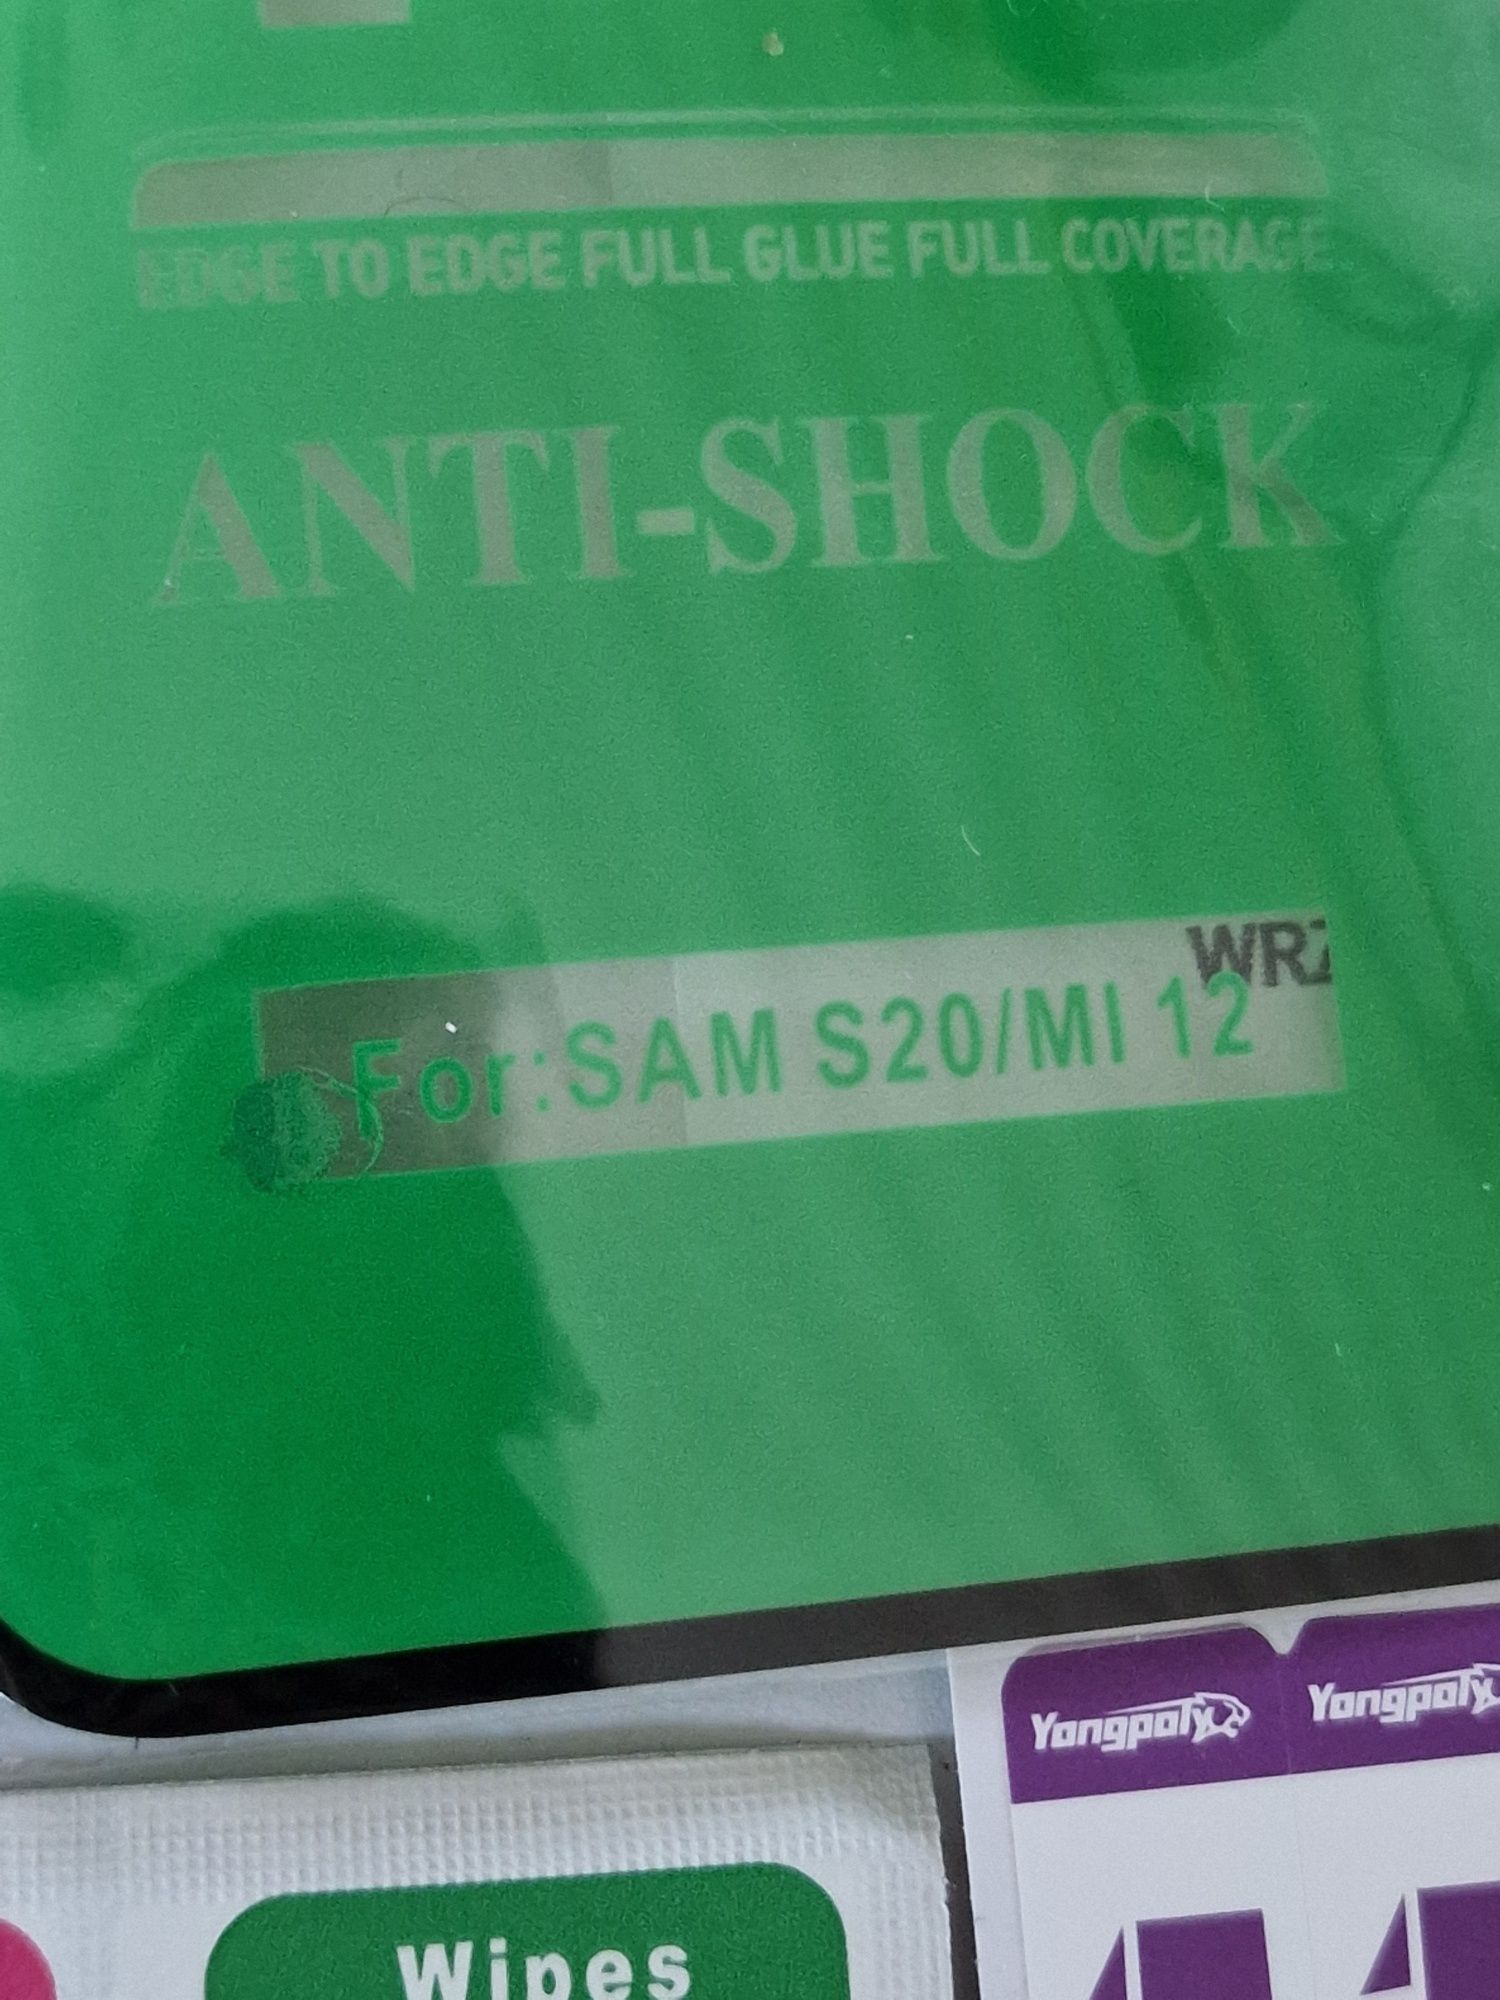 EDGE TO EDGE FULL GLUE FULL COVERAGE
ANTI-SHOCK
WRZ
For:SAM S20/MI 12
Yongpoly Yongpoly
Wipes